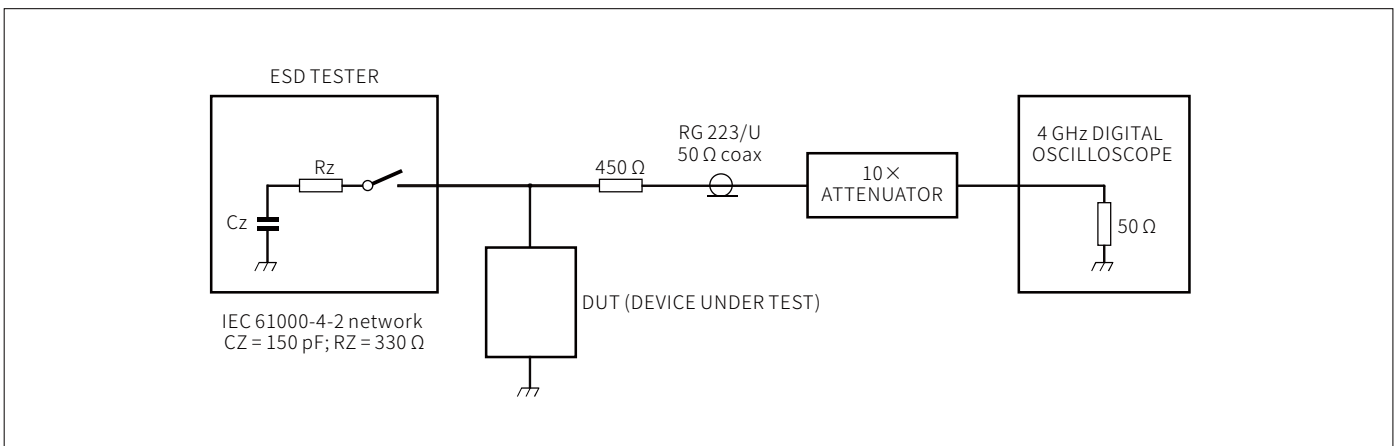 ESD TESTER
Rz
Cz
IEC 61000-4-2 network
CZ = 150 pF; RZ = 330 Ω
450 Ω
RG 223/U
50 Ω coax
10×
ATTENUATOR
4 GHz DIGITAL
OSCILLOSCOPE
50 Ω
DUT (DEVICE UNDER TEST)